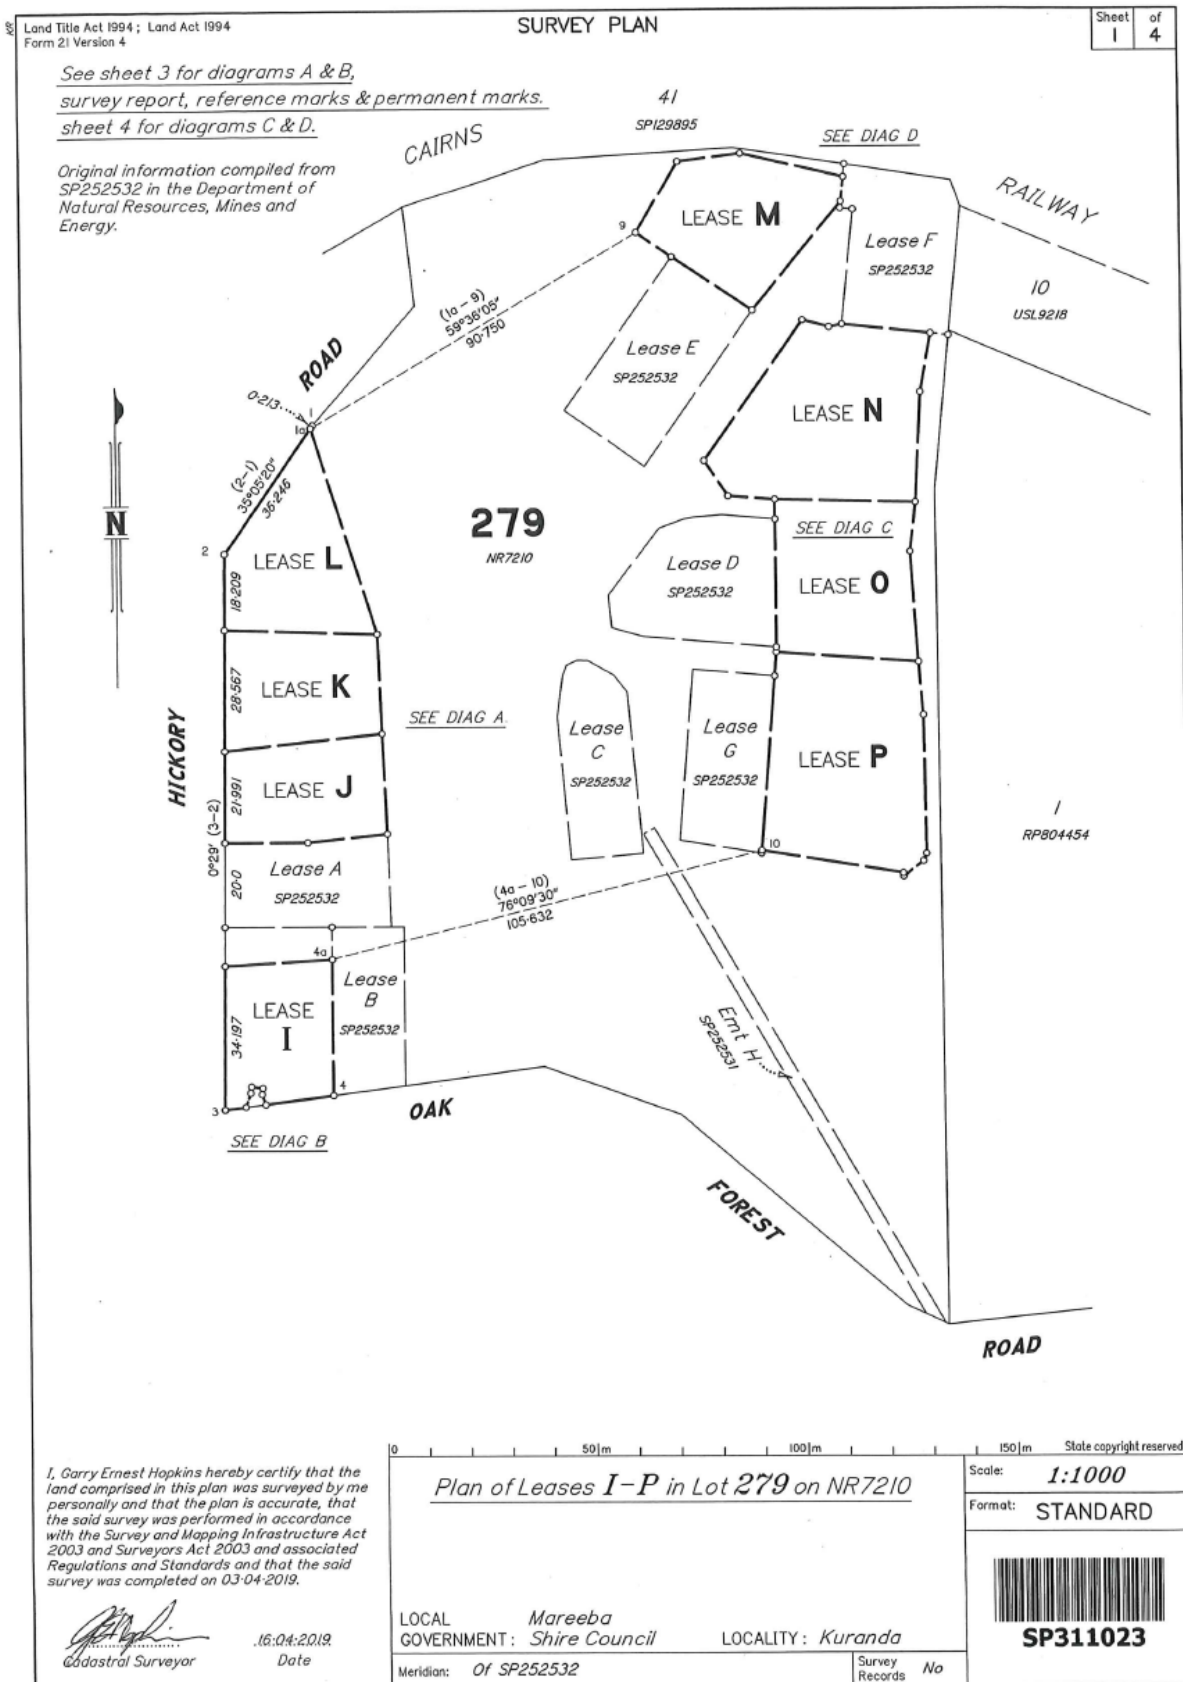 KR
Land Title Act 1994 ; Land Act 1994
Form 21 Version 4
SURVEY PLAN
Sheet of
1 4
See sheet 3 for diagrams A & B,
survey report, reference marks & permanent marks.
sheet 4 for diagrams C & D.
Original information compiled from
SP252532 in the Department of
Natural Resources, Mines and
Energy.
CAIRNS
41
SP129895
SEE DIAG D
RAILWAY
LEASE M
9
Lease F
SP252532
10
USL9218
(1a - 9)
59°36'05"
90·750
ROAD
Lease E
SP252532
0·213
1
1a
LEASE N
(2-1)
35°05'20"
36·246
N
279
NR7210
SEE DIAG C
2
LEASE L
18·209
Lease D
SP252532
LEASE O
LEASE K
28·567
HICKORY
SEE DIAG A
Lease
C
SP252532
Lease
G
SP252532
LEASE P
LEASE J
21·991
0°29' (3-2)
1
RP804454
10
Lease A
SP252532
20·0
(4a - 10)
76°09'30"
105·632
4a
Lease
B
SP252532
LEASE
I
34·197
Emt H
SP252531
4
3
OAK
SEE DIAG B
FOREST
ROAD
0 50|m 100|m 150|m State copyright reserved
I, Garry Ernest Hopkins hereby certify that the
land comprised in this plan was surveyed by me
personally and that the plan is accurate, that
the said survey was performed in accordance
with the Survey and Mapping Infrastructure Act
2003 and Surveyors Act 2003 and associated
Regulations and Standards and that the said
survey was completed on 03·04·2019.
16:04:2019
Cadastral Surveyor Date
Plan of Leases I-P in Lot 279 on NR7210
Scale: 1:1000
Format: STANDARD
LOCAL
GOVERNMENT : Mareeba
Shire Council
LOCALITY : Kuranda
SP311023
Meridian: Of SP252532
Survey
Records No